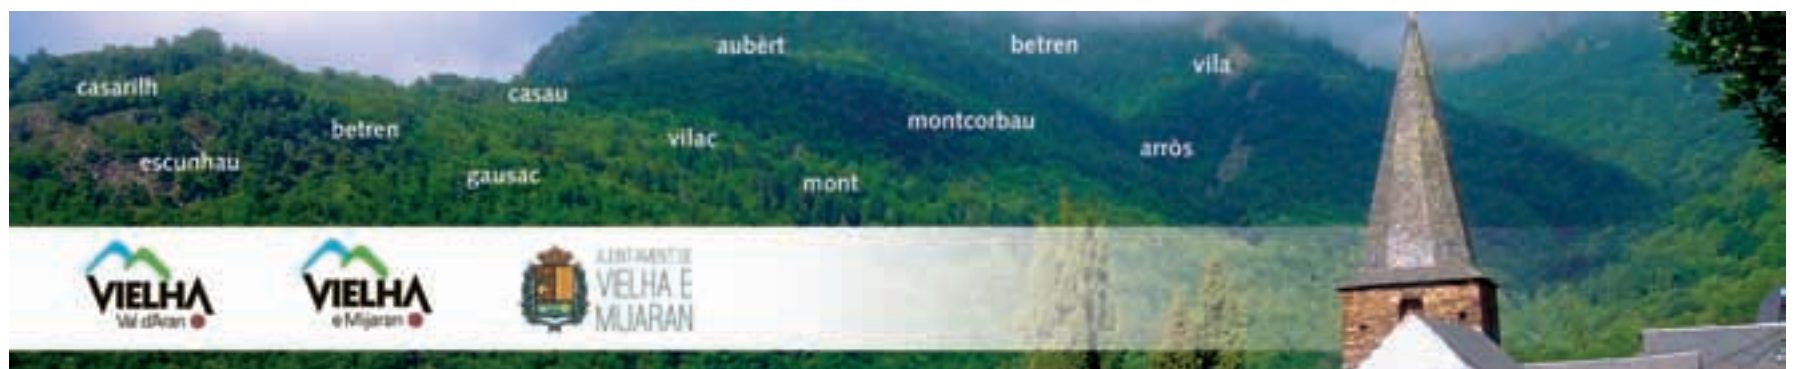 aubèrt
betren
vila
casarilh
casau
montcorbau
betren
vilac
arròs
escunhau
gausac
mont
VIELHA
Val d'Aran
VIELHA
e Mijaran
AJUNTAMENT DE
VIELHA E
MIJARAN